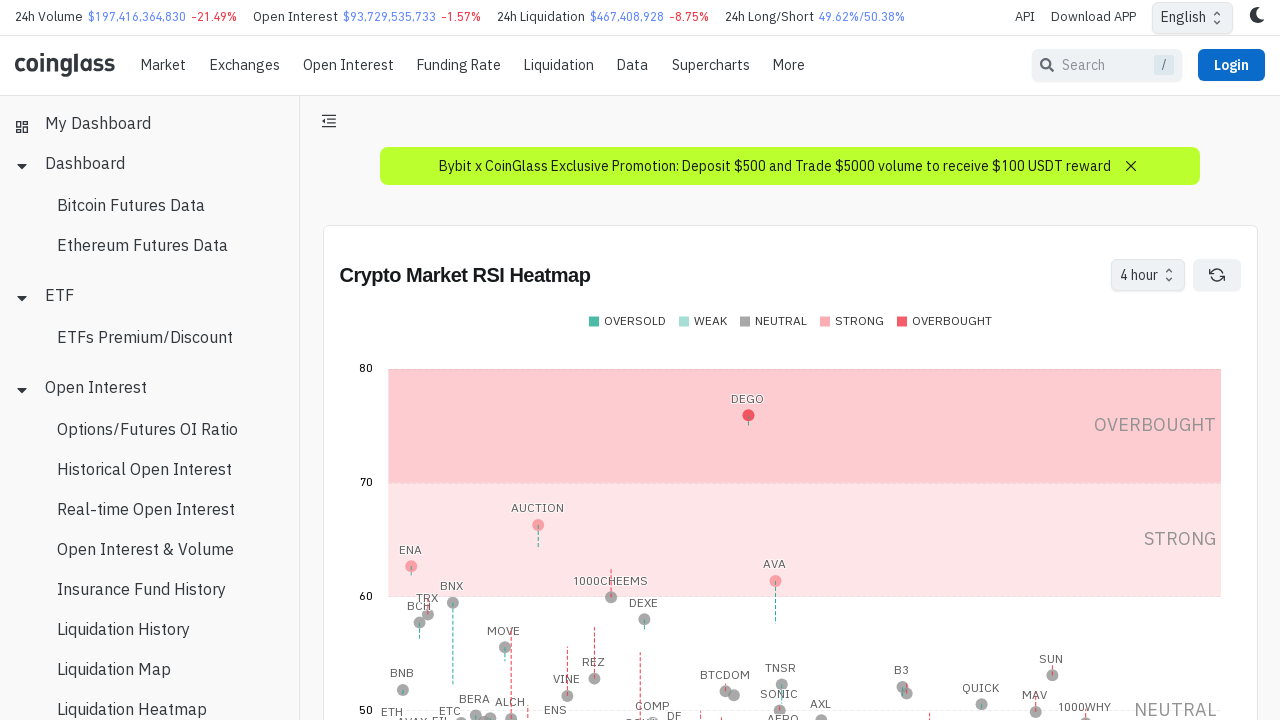 24h Volume $197,416,364,830 -21.49% Open Interest $93,729,535,733 -1.57% 24h Liquidation $467,408,928 -8.75% 24h Long/Short 49.62%/50.38% API Download APP English
coinglass Market Exchanges Open Interest Funding Rate Liquidation Data Supercharts More Search / Login
My Dashboard
Dashboard
Bitcoin Futures Data
Ethereum Futures Data
ETF
ETFs Premium/Discount
Open Interest
Options/Futures OI Ratio
Historical Open Interest
Real-time Open Interest
Open Interest & Volume
Insurance Fund History
Liquidation History
Liquidation Map
Liquidation Heatmap
Bybit x CoinGlass Exclusive Promotion: Deposit $500 and Trade $5000 volume to receive $100 USDT reward
Crypto Market RSI Heatmap 4 hour
OVERSOLD WEAK NEUTRAL STRONG OVERBOUGHT
80
DEGO
OVERBOUGHT
70
AUCTION
STRONG
ENA
AVA
1000CHEEMS
BNX
60
TRX
DEXE
BCH
MOVE
SUN
REZ
TNSR
B3
BNB
BTCDOM
VINE
QUICK
SONIC
MAV
BERA
ALCH
AXL
COMP
1000WHY
50
ETH
ETC
ENS
NEUTRAL